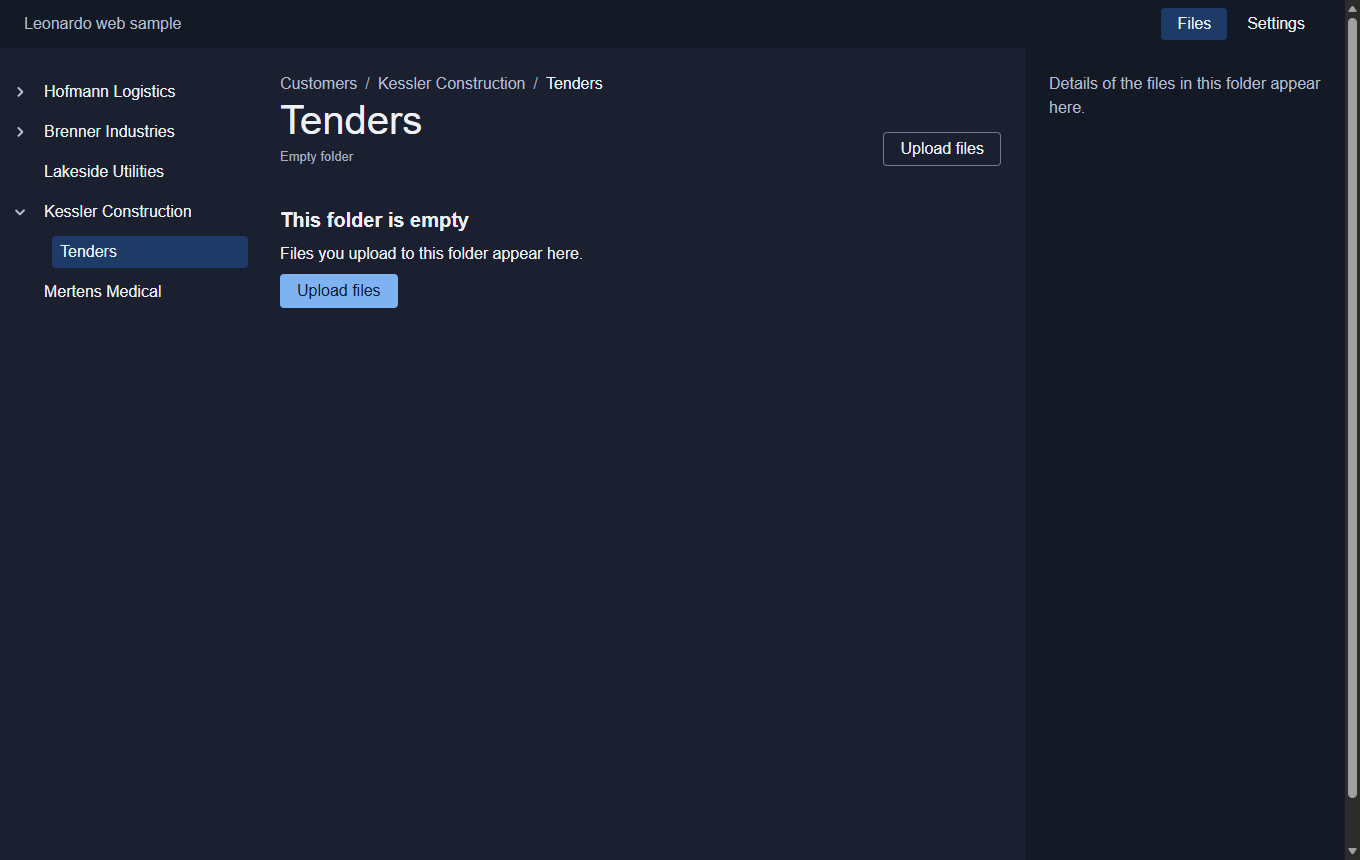 Leonardo web sample
Files
Settings
Hofmann Logistics
Brenner Industries
Lakeside Utilities
Kessler Construction
Tenders
Mertens Medical
Customers / Kessler Construction / Tenders
Tenders
Empty folder
Upload files
This folder is empty
Files you upload to this folder appear here.
Upload files
Details of the files in this folder appear
here.